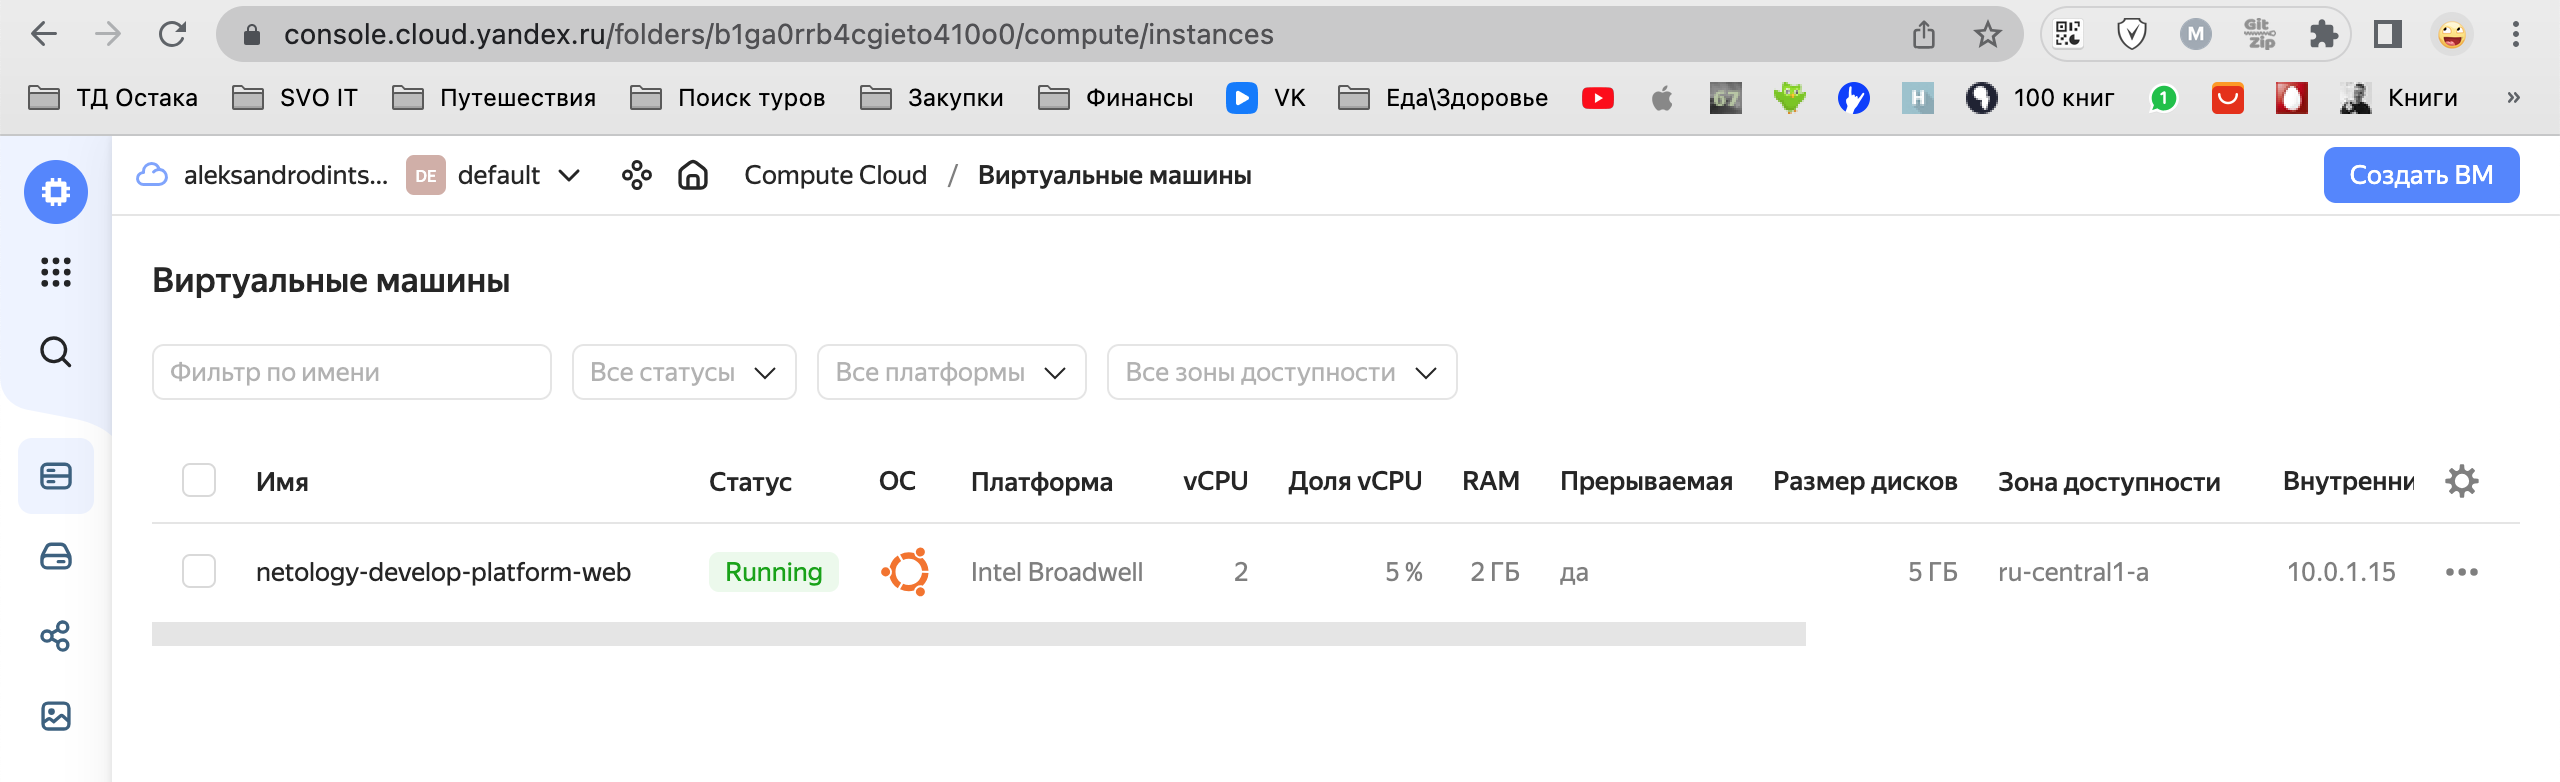 console.cloud.yandex.ru/folders/b1ga0rrb4cgieto410o0/compute/instances
M
Git Zip
ТД Остака SVO IT Путешествия Поиск туров Закупки Финансы VK Еда\Здоровье 67 H 100 книг 1 Книги »
aleksandrodints... DE default Compute Cloud / Виртуальные машины Создать ВМ
Виртуальные машины
Фильтр по имени Все статусы Все платформы Все зоны доступности
Имя Статус ОС Платформа vCPU Доля vCPU RAM Прерываемая Размер дисков Зона доступности Внутренни
netology-develop-platform-web Running Intel Broadwell 2 5 % 2 ГБ да 5 ГБ ru-central1-a 10.0.1.15